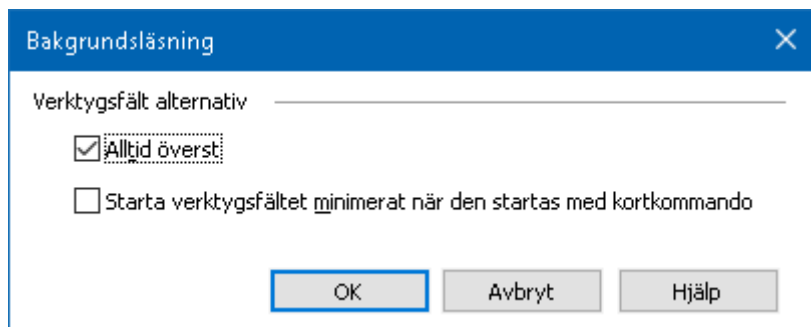 Bakgrundsläsning
Verktygsfält alternativ
Alltid överst
Starta verktygsfältet minimerat när den startas med kortkommando
OK Avbryt Hjälp